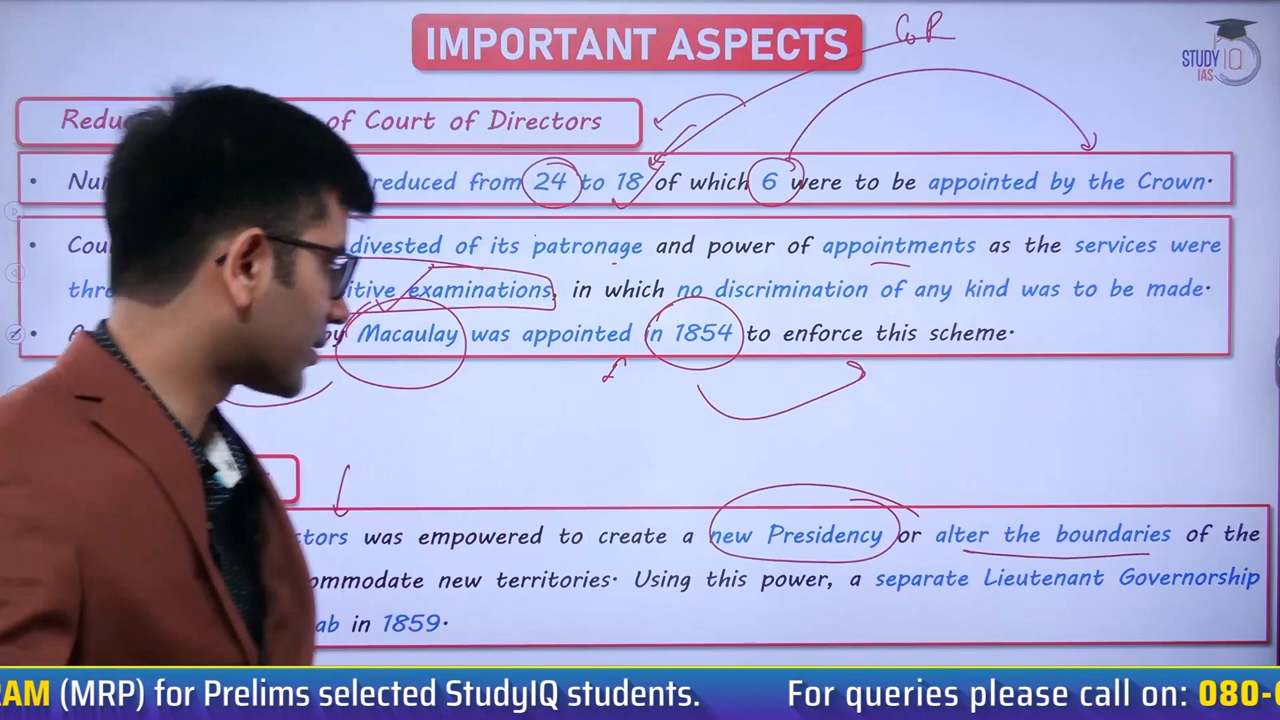 IMPORTANT ASPECTS
CoP
STUDY IQ
IAS
Redu of Court of Directors
• Nu reduced from 24 to 18 of which 6 were to be appointed by the Crown.
• Cou divested of its patronage and power of appointments as the services were
thro itive examinations, in which no discrimination of any kind was to be made.
• A by Macaulay was appointed in 1854 to enforce this scheme.
ctors was empowered to create a new Presidency or alter the boundaries of the
ommodate new territories. Using this power, a separate Lieutenant Governorship
ab in 1859.
RAM (MRP) for Prelims selected StudyIQ students. For queries please call on: 080-